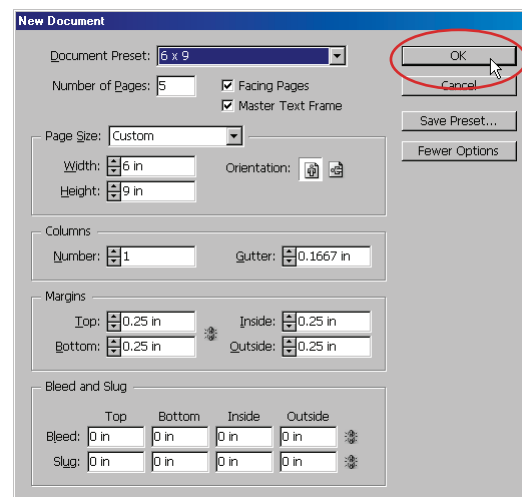 New Document
Document Preset: 6 x 9
OK
Number of Pages: 5
Facing Pages
Cancel
Master Text Frame
Save Preset...
Page Size: Custom
Fewer Options
Width: 6 in
Orientation:
Height: 9 in
Columns
Number: 1
Gutter: 0.1667 in
Margins
Top: 0.25 in
Inside: 0.25 in
Bottom: 0.25 in
Outside: 0.25 in
Bleed and Slug
Top Bottom Inside Outside
Bleed: 0 in 0 in 0 in 0 in
Slug: 0 in 0 in 0 in 0 in